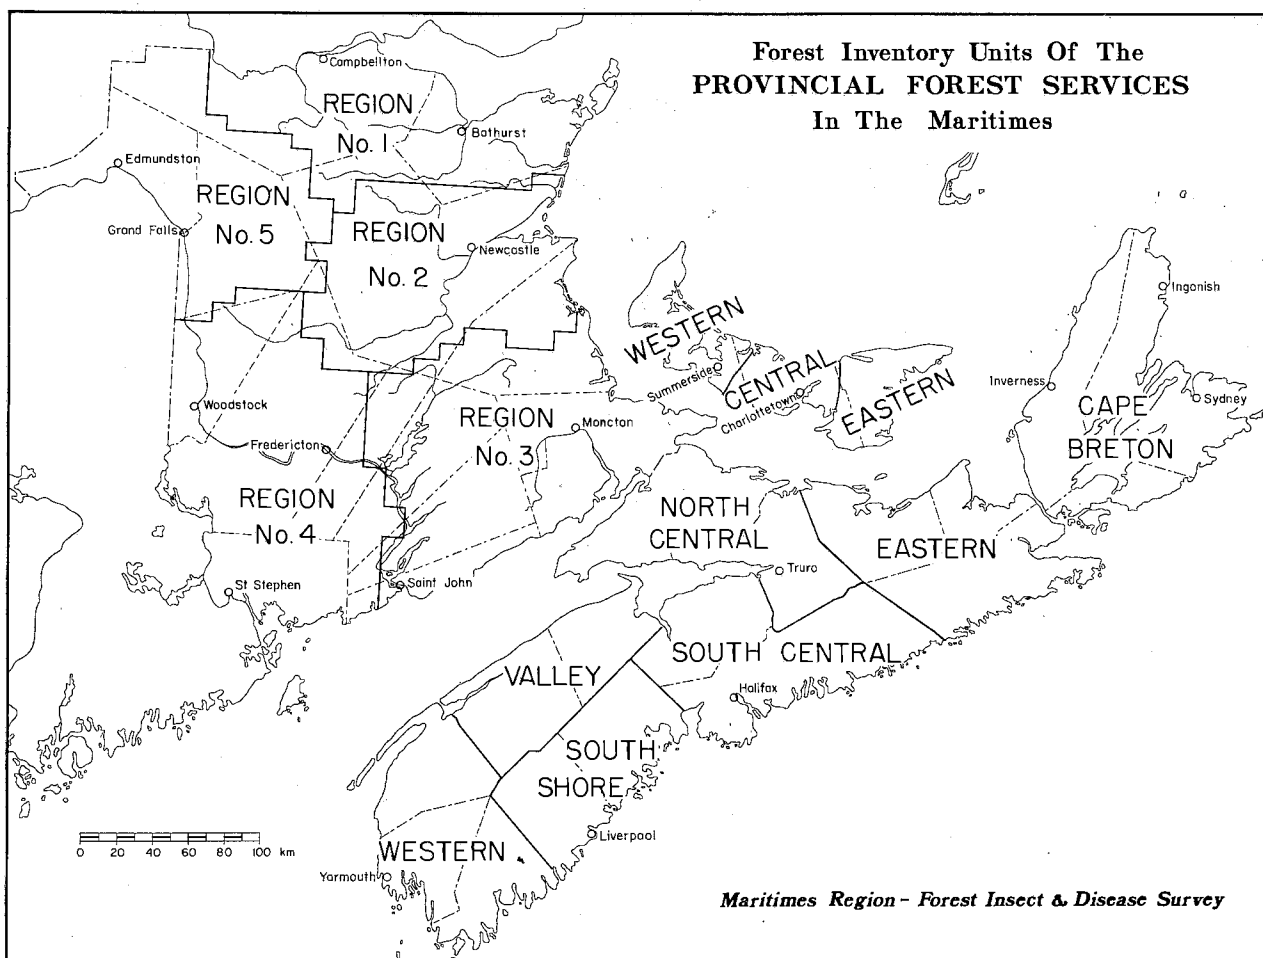 Forest Inventory Units Of The
PROVINCIAL FOREST SERVICES
In The Maritimes
Campbellton
REGION
No. 1
Bathurst
Edmundston
REGION
No. 5
Grand Falls
REGION
No. 2
Newcastle
WESTERN
Summerside
CENTRAL
Charlottetown
EASTERN
Ingonish
Inverness
Sydney
CAPE
BRETON
Woodstock
Fredericton
REGION
No. 3
Moncton
REGION
No. 4
St Stephen
Saint John
NORTH
CENTRAL
Truro
EASTERN
SOUTH CENTRAL
Halifax
VALLEY
SOUTH
SHORE
Liverpool
WESTERN
Yarmouth
0 20 40 60 80 100 km
Maritimes Region - Forest Insect & Disease Survey